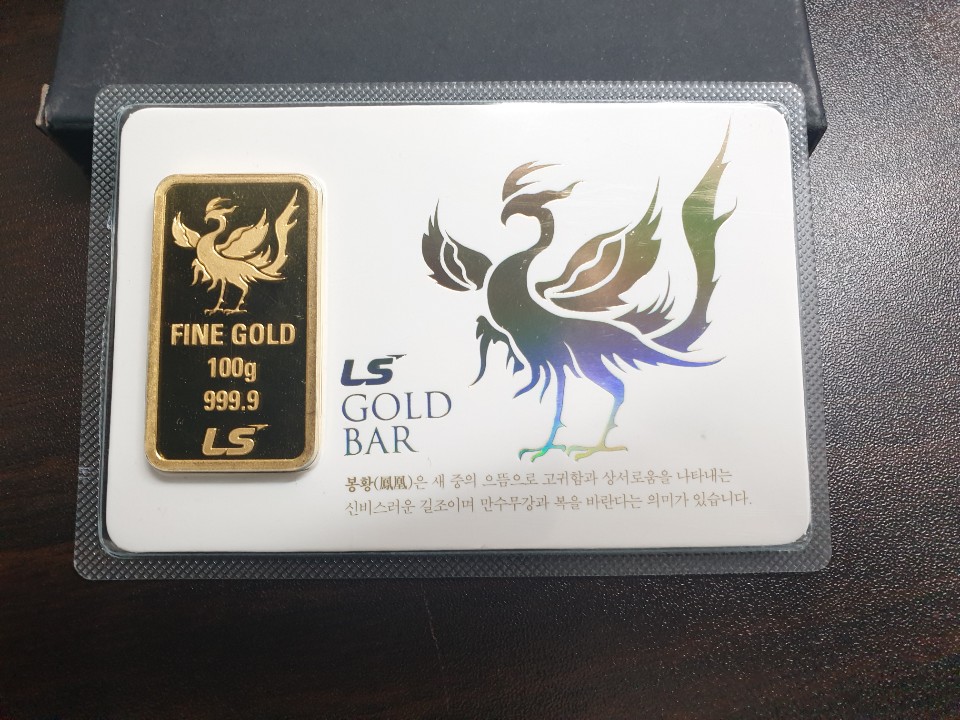 FINE GOLD
100g
999.9
LS
LS
GOLD
BAR
봉황(鳳凰)은 새 중의 으뜸으로 고귀함과 상서로움을 나타내는
신비스러운 길조이며 만수무강과 복을 바란다는 의미가 있습니다.